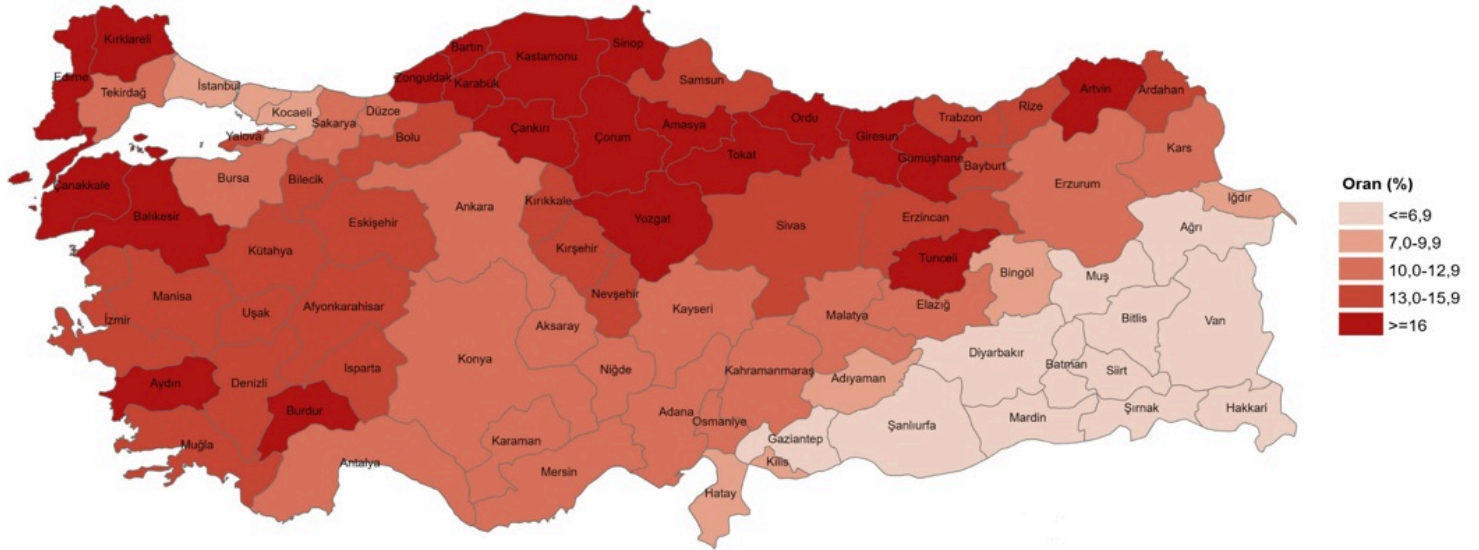 Kırklareli
Edirne
Tekirdağ
İstanbul
Kocaeli
Yalova
Sakarya
Düzce
Bolu
Zonguldak
Bartın
Karabük
Kastamonu
Sinop
Çankırı
Samsun
Çorum
Amasya
Tokat
Ordu
Giresun
Gümüşhane
Trabzon
Bayburt
Rize
Artvin
Ardahan
Kars
Erzurum
Iğdır
Ağrı
Çanakkale
Balıkesir
Bursa
Bilecik
Kütahya
Eskişehir
Ankara
Kırıkkale
Kırşehir
Yozgat
Sivas
Erzincan
Tunceli
Bingöl
Muş
Bitlis
Van
Manisa
İzmir
Uşak
Afyonkarahisar
Nevşehir
Kayseri
Aksaray
Konya
Niğde
Malatya
Elazığ
Diyarbakır
Batman
Siirt
Aydın
Denizli
Isparta
Burdur
Muğla
Antalya
Karaman
Mersin
Adana
Osmaniye
Kahramanmaraş
Adıyaman
Gaziantep
Kilis
Hatay
Şanlıurfa
Mardin
Şırnak
Hakkari
Oran (%)
<=6,9
7,0-9,9
10,0-12,9
13,0-15,9
>=16